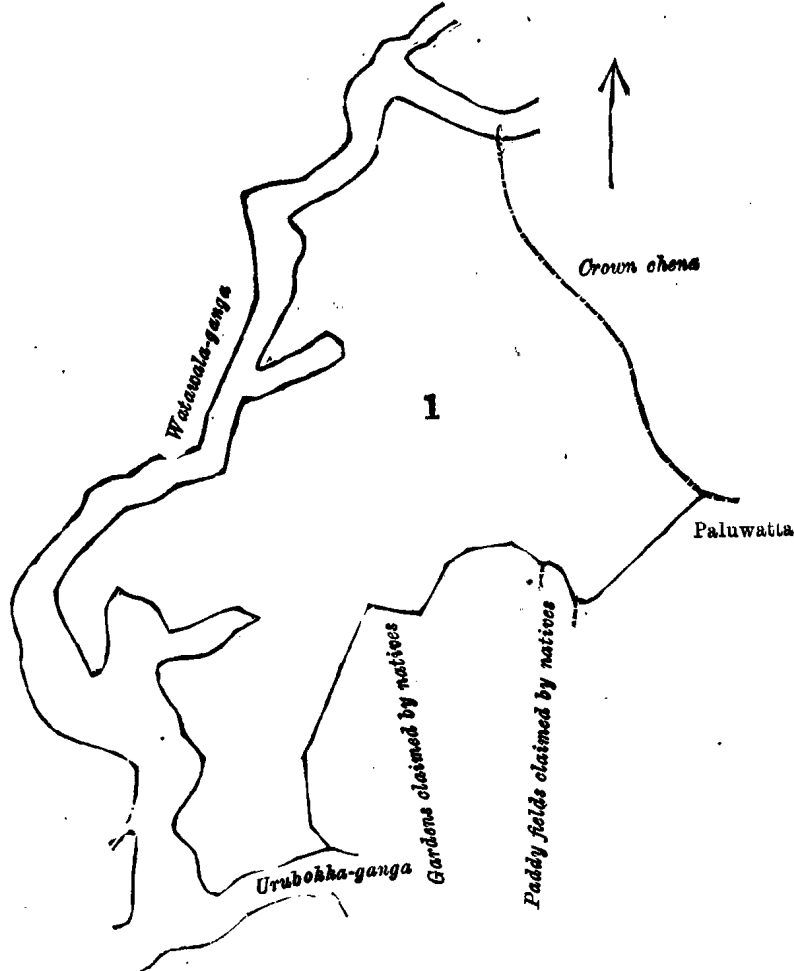 Crown chena
Watawala-ganga
1
Paluwatta
Gardens claimed by natives
Paddy fields claimed by natives
Urubokka-ganga